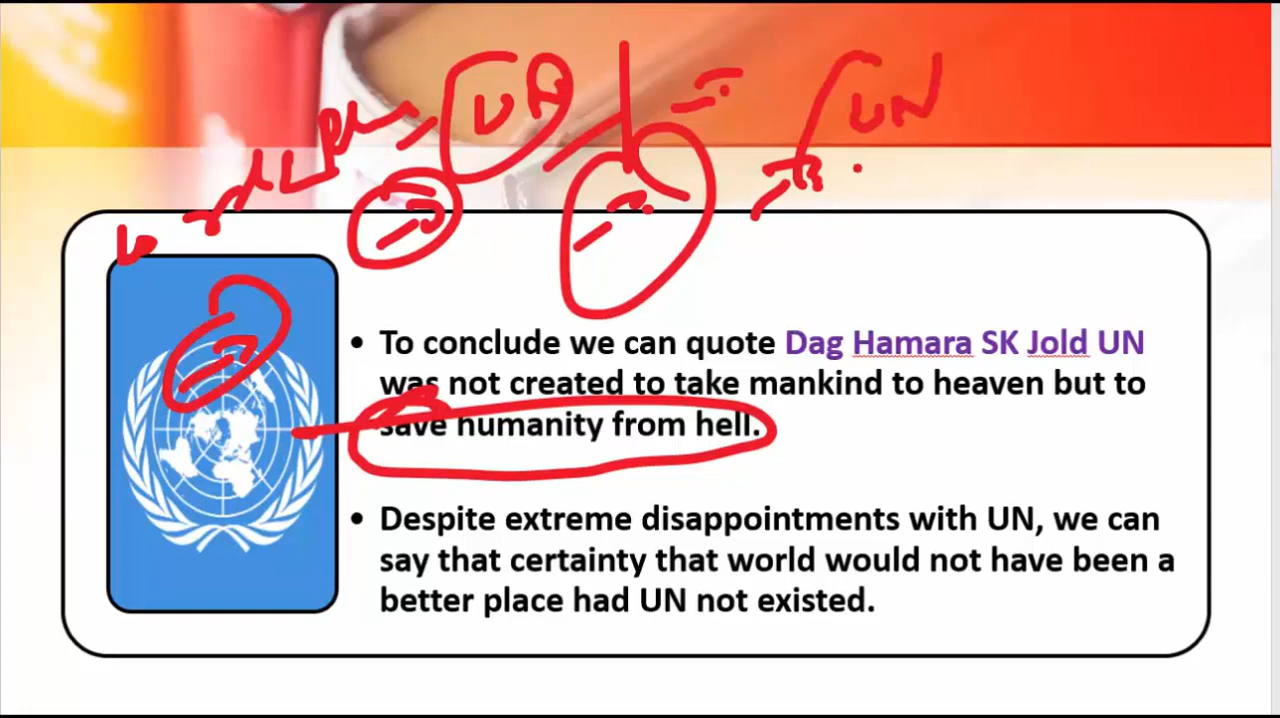 UN
• To conclude we can quote Dag Hamara SK Jold UN
was not created to take mankind to heaven but to
save humanity from hell.
• Despite extreme disappointments with UN, we can
say that certainty that world would not have been a
better place had UN not existed.